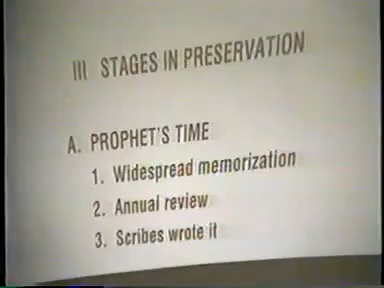 III STAGES IN PRESERVATION
A. PROPHET'S TIME
1. Widespread memorization
2. Annual review
3. Scribes wrote it